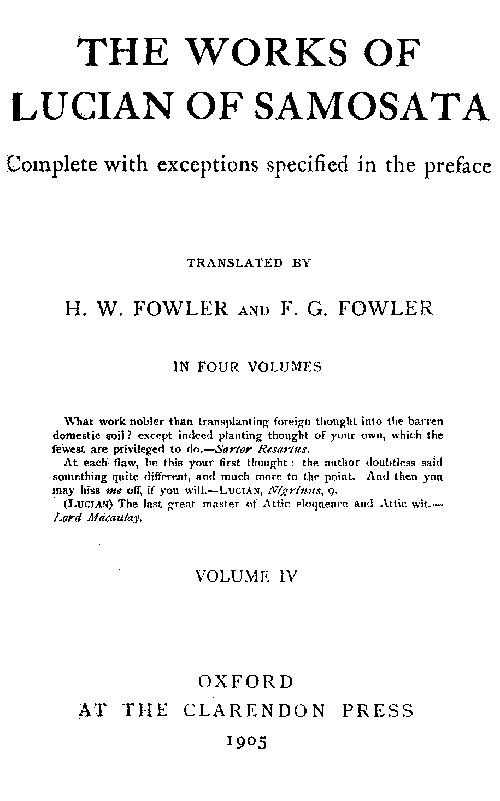 THE WORKS OF
LUCIAN OF SAMOSATA
Complete with exceptions specified in the preface
TRANSLATED BY
H. W. FOWLER AND F. G. FOWLER
IN FOUR VOLUMES
What work nobler than transplanting foreign thought into the barren
domestic soil? except indeed planting thought of your own, which the
fewest are privileged to do.—Sartor Resartus.
At each flaw, be this your first thought: the author doubtless said
something quite different, and much more to the point. And then you
may hiss me off, if you will.—LUCIAN, Nigrinus, 9.
(LUCIAN) The last great master of Attic eloquence and Attic wit.—
Lord Macaulay.
VOLUME IV
OXFORD
AT THE CLARENDON PRESS
1905